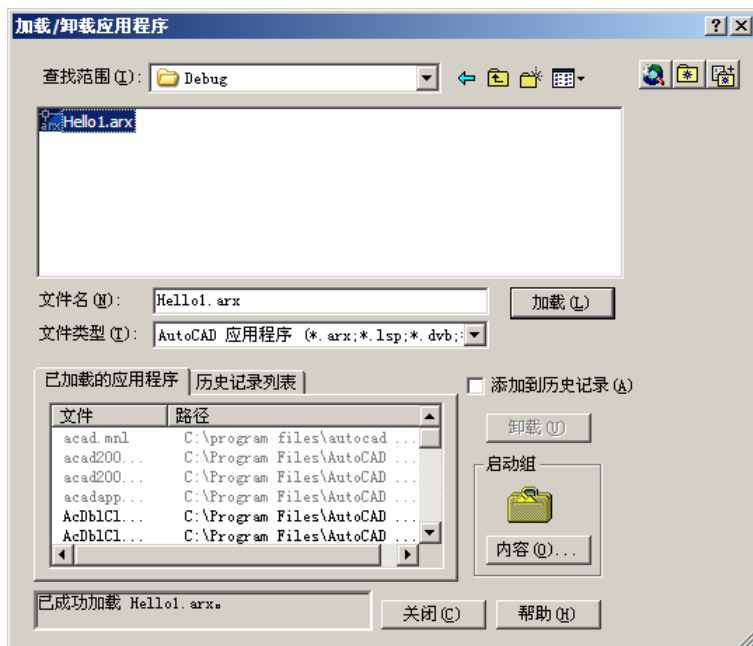 加载/卸载应用程序
查找范围(I): Debug
Hello1.arx
文件名(N): Hello1.arx 加载(L)
文件类型(T): AutoCAD 应用程序 (*.arx;*.lsp;*.dvb;
已加载的应用程序 历史记录列表 添加到历史记录(A)
文件 路径
acad.mnl C:\program files\autocad ...
卸载(U)
acad200... C:\Program Files\AutoCAD ...
acad200... C:\Program Files\AutoCAD ...
启动组
acadapp... C:\Program Files\AutoCAD ...
AcDblCl... C:\Program Files\AutoCAD ...
AcDblCl... C:\Program Files\AutoCAD ...
内容(O)...
已成功加载 Hello1.arx。
关闭(C) 帮助(H)